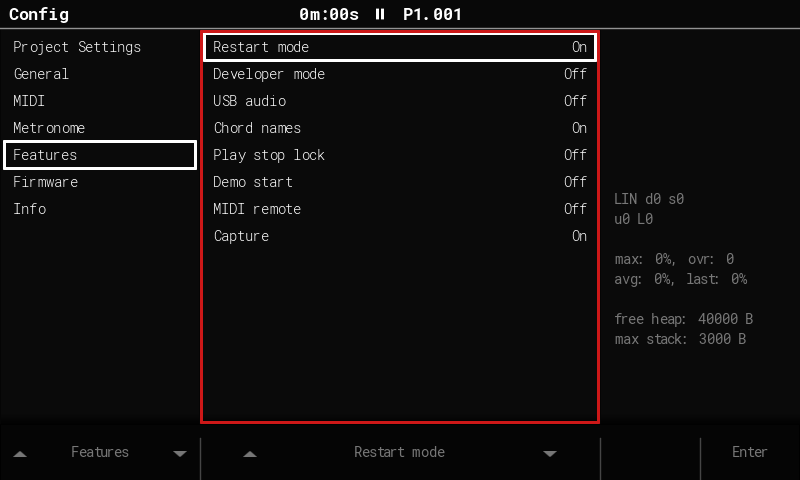 Config 0m:00s P1.001
Project Settings
General
MIDI
Metronome
Features
Firmware
Info
Restart mode On
Developer mode Off
USB audio Off
Chord names On
Play stop lock Off
Demo start Off
MIDI remote Off
Capture On
LIN d0 s0
u0 L0
max: 0%, ovr: 0
avg: 0%, last: 0%
free heap: 40000 B
max stack: 3000 B
Features Restart mode Enter